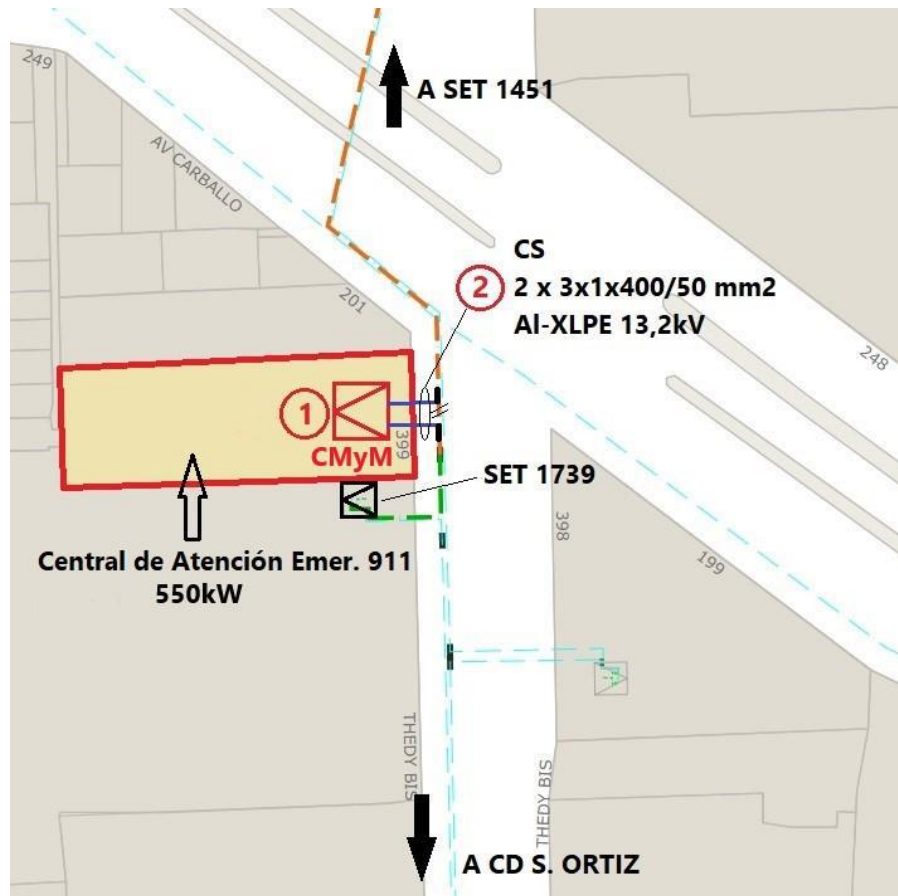 249
A SET 1451
AV CARBALLO
CS
2
2 x 3x1x400/50 mm2
Al-XLPE 13,2kV
201
248
1
399
CMyM
SET 1739
398
199
Central de Atención Emer. 911
550kW
THEDY BIS
THEDY BIS
A CD S. ORTIZ